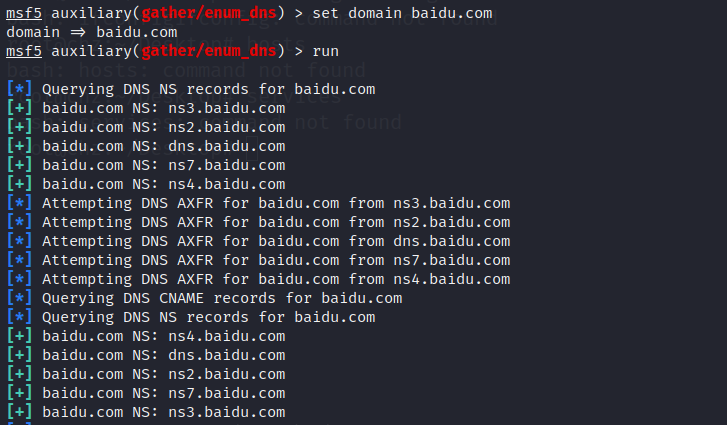 msf5 auxiliary(gather/enum_dns) > set domain baidu.com
domain => baidu.com
msf5 auxiliary(gather/enum_dns) > run
bash: hosts: command not found
[*] Querying DNS NS records for baidu.com
[+] baidu.com NS: ns3.baidu.com
[+] baidu.com NS: ns2.baidu.com
[+] baidu.com NS: dns.baidu.com
[+] baidu.com NS: ns7.baidu.com
[+] baidu.com NS: ns4.baidu.com
[*] Attempting DNS AXFR for baidu.com from ns3.baidu.com
[*] Attempting DNS AXFR for baidu.com from ns2.baidu.com
[*] Attempting DNS AXFR for baidu.com from dns.baidu.com
[*] Attempting DNS AXFR for baidu.com from ns7.baidu.com
[*] Attempting DNS AXFR for baidu.com from ns4.baidu.com
[*] Querying DNS CNAME records for baidu.com
[*] Querying DNS NS records for baidu.com
[+] baidu.com NS: ns4.baidu.com
[+] baidu.com NS: dns.baidu.com
[+] baidu.com NS: ns2.baidu.com
[+] baidu.com NS: ns7.baidu.com
[+] baidu.com NS: ns3.baidu.com